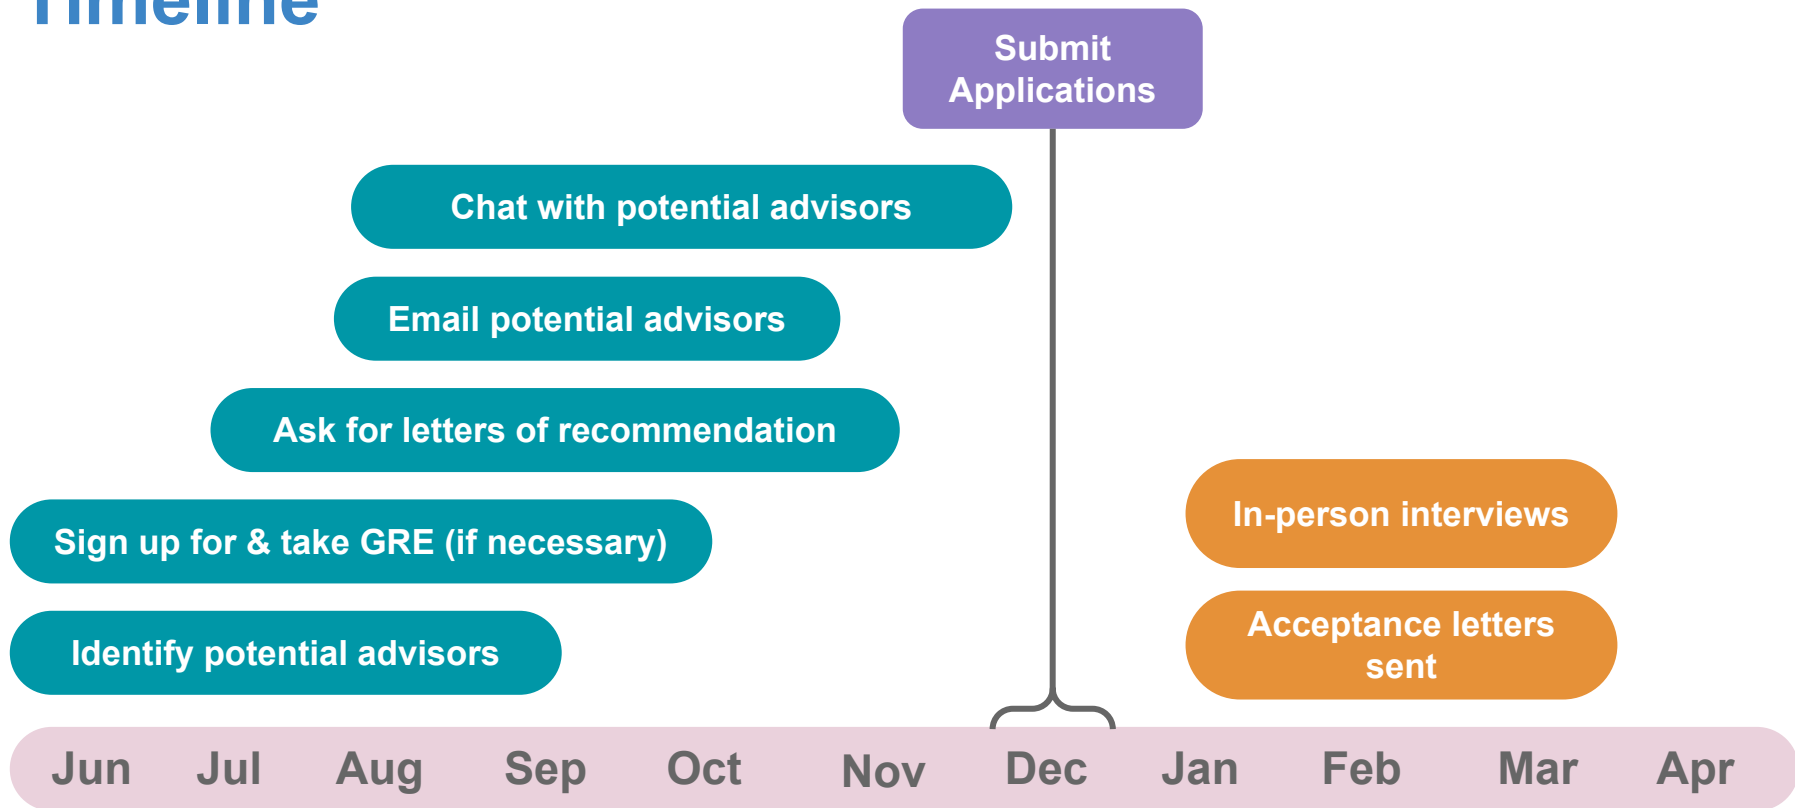 Timeline
Submit
Applications
Chat with potential advisors
Email potential advisors
Ask for letters of recommendation
Sign up for & take GRE (if necessary)
Identify potential advisors
In-person interviews
Acceptance letters
sent
Jun Jul Aug Sep Oct Nov Dec Jan Feb Mar Apr